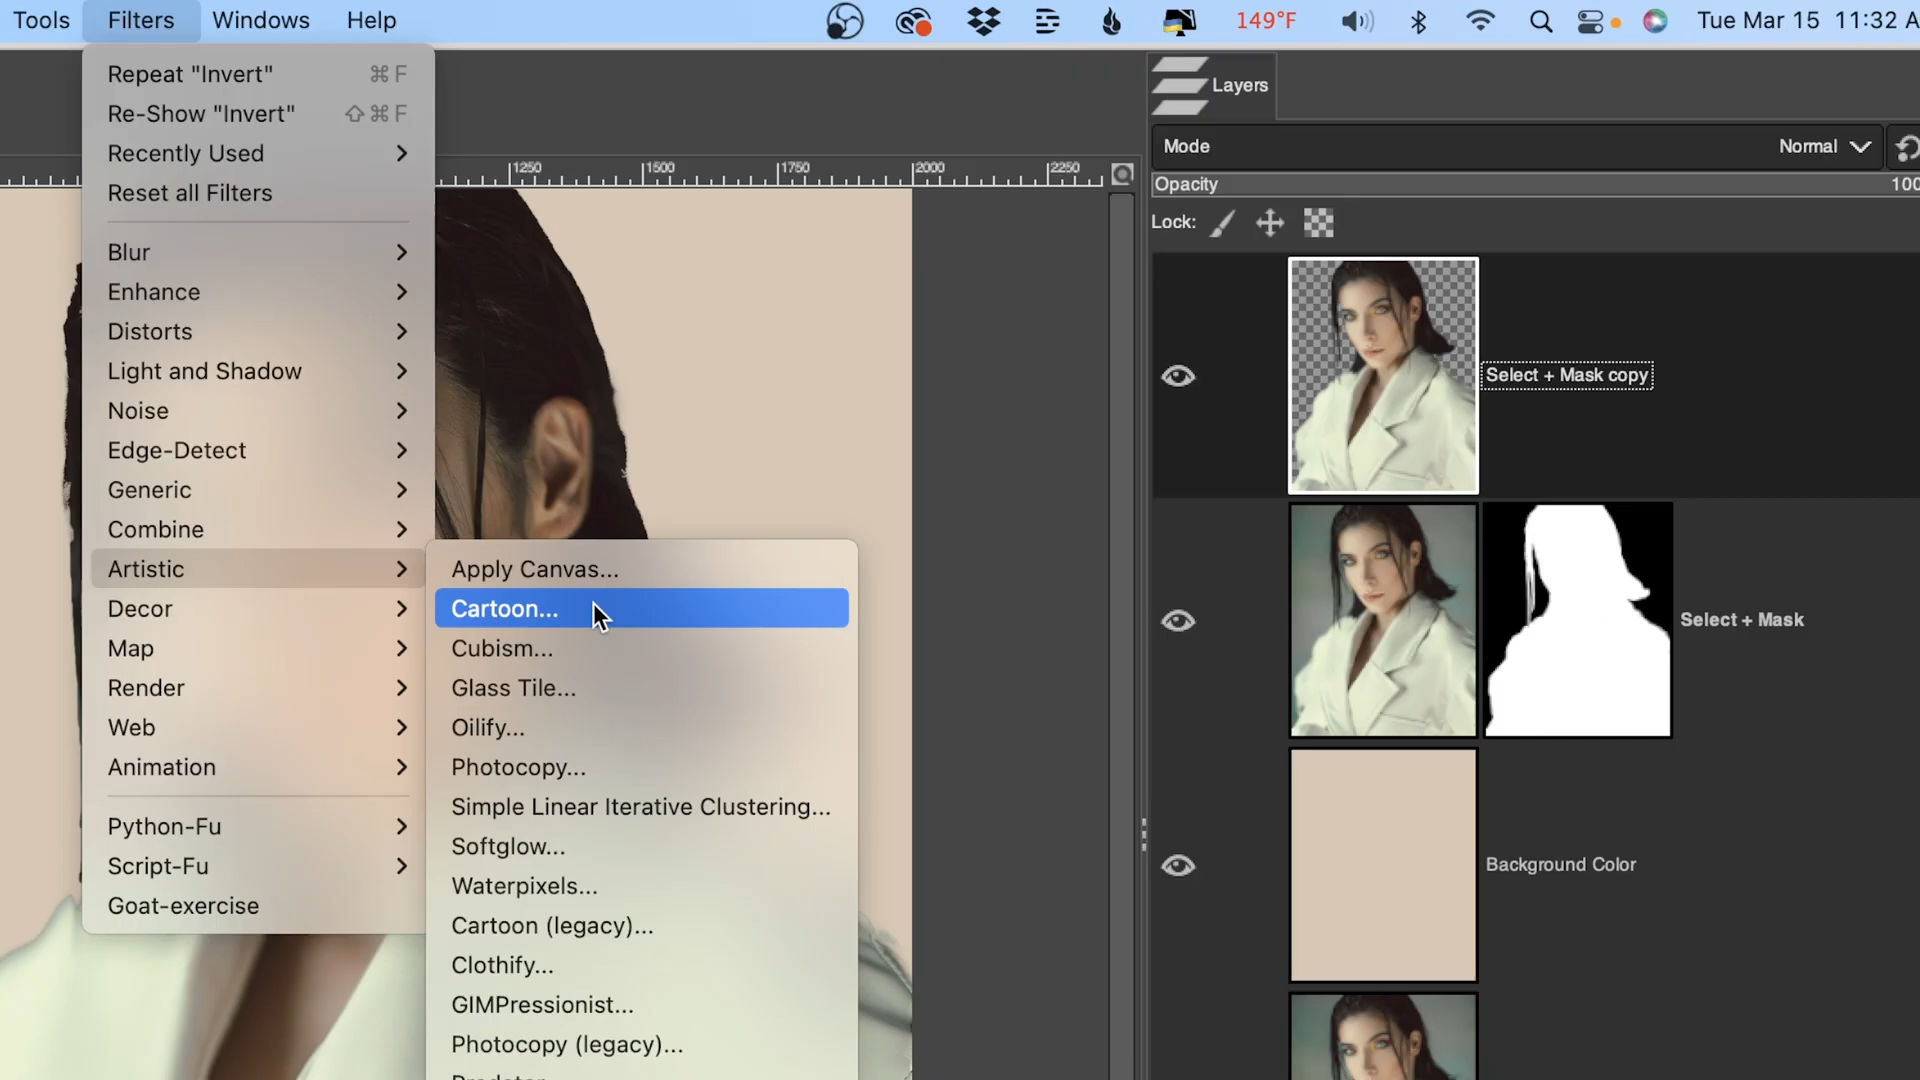 Tools Filters Windows Help 149°F Tue Mar 15 11:32 A
Repeat "Invert" ⌘ F
Re-Show "Invert" ⇧ ⌘ F
Recently Used
Reset all Filters
Blur
Enhance
Distorts
Light and Shadow
Noise
Edge-Detect
Generic
Combine
Artistic
Decor
Map
Render
Web
Animation
Python-Fu
Script-Fu
Goat-exercise
Apply Canvas...
Cartoon...
Cubism...
Glass Tile...
Oilify...
Photocopy...
Simple Linear Iterative Clustering...
Softglow...
Waterpixels...
Cartoon (legacy)...
Clothify...
GIMPressionist...
Photocopy (legacy)...
1250 1500 1750 2000 2250
Layers
Mode Normal
Opacity 100
Lock:
Select + Mask copy
Select + Mask
Background Color